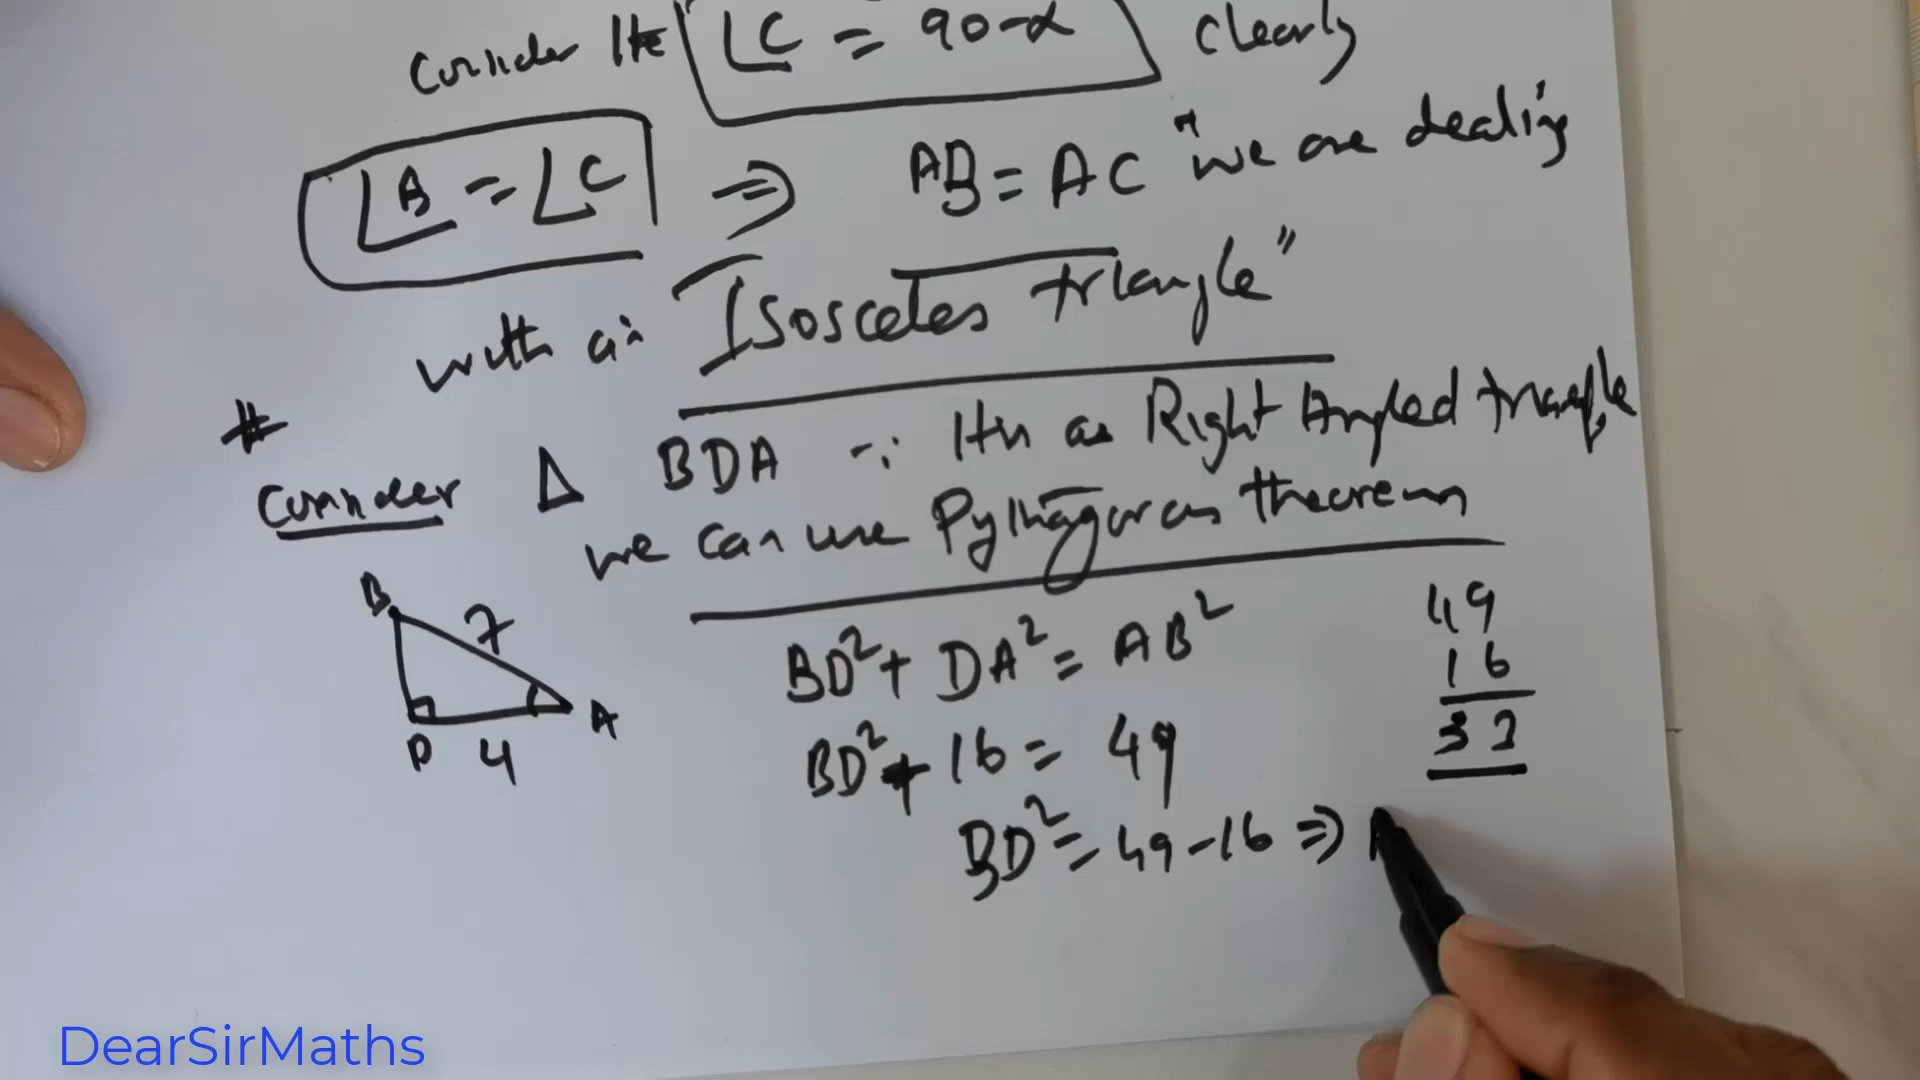 Consider the ∠C = 90-α clearly
∠B = ∠C ⇒ AB = AC "we are dealing
with an Isosceles triangle"
#
Consider Δ BDA ∵ It is a Right Angled triangle
we can use Pythagoras theorem
B 7
D 4 A
BD² + DA² = AB²
BD² + 16 = 49
BD² = 49-16 ⇒
49
16
33
DearSirMaths